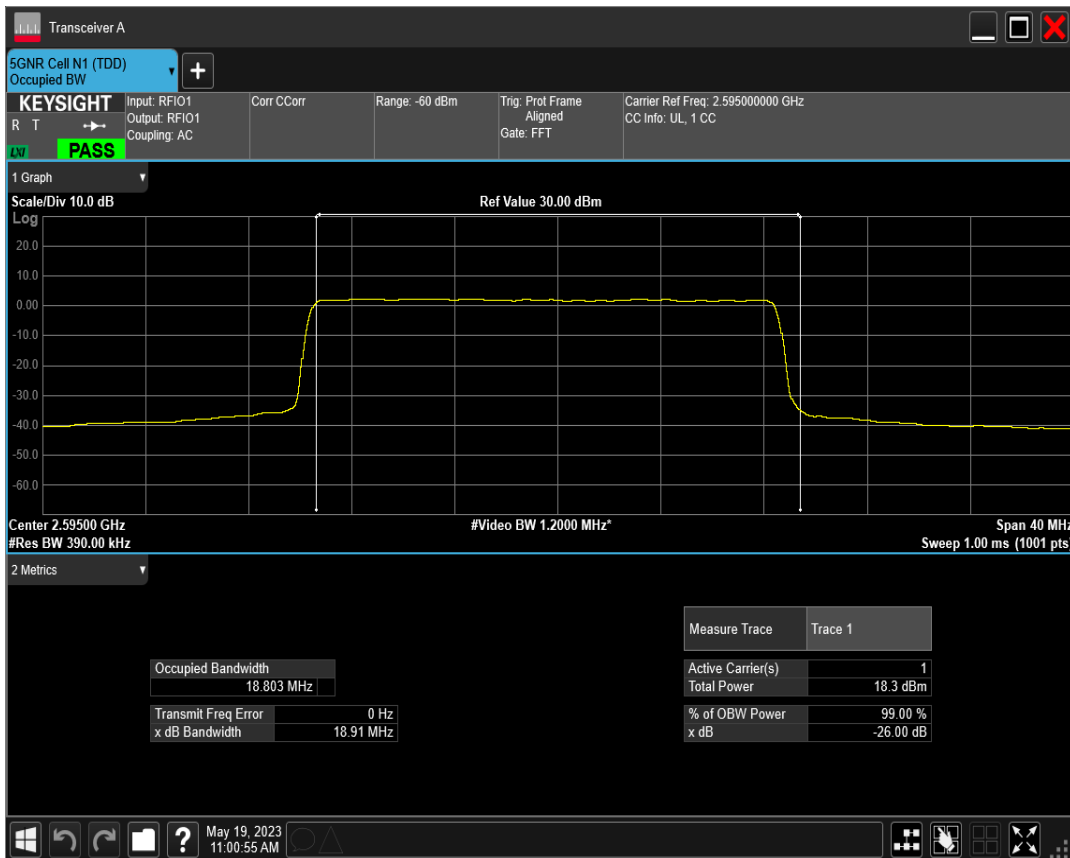 Transceiver A
5GNR Cell N1 (TDD)
Occupied BW
+
KEYSIGHT
R T
LXI
PASS
Input: RFIO1
Output: RFIO1
Coupling: AC
Corr CCorr
Range: -60 dBm
Trig: Prot Frame
Aligned
Gate: FFT
Carrier Ref Freq: 2.595000000 GHz
CC Info: UL, 1 CC
1 Graph
Scale/Div 10.0 dB
Ref Value 30.00 dBm
Log
20.0
10.0
0.00
-10.0
-20.0
-30.0
-40.0
-50.0
-60.0
Center 2.59500 GHz
#Video BW 1.2000 MHz*
Span 40 MHz
#Res BW 390.00 kHz
Sweep 1.00 ms (1001 pts)
2 Metrics
Measure Trace Trace 1
Occupied Bandwidth
18.803 MHz
Active Carrier(s) 1
Total Power 18.3 dBm
Transmit Freq Error 0 Hz
x dB Bandwidth 18.91 MHz
% of OBW Power 99.00 %
x dB -26.00 dB
?
May 19, 2023
11:00:55 AM